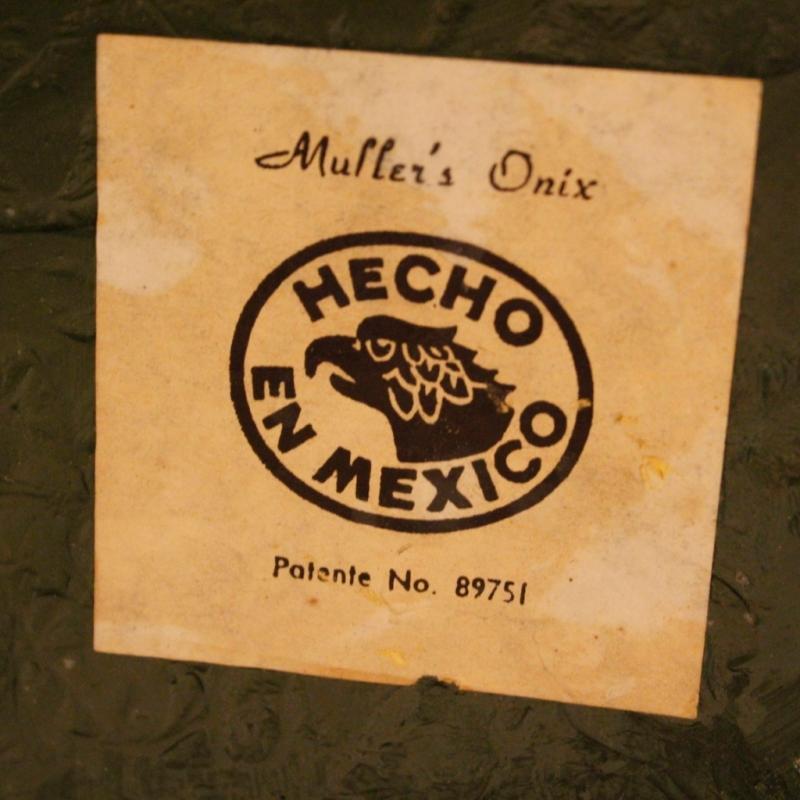 Muller's Onix
HECHO
EN MEXICO
Patente No. 89751